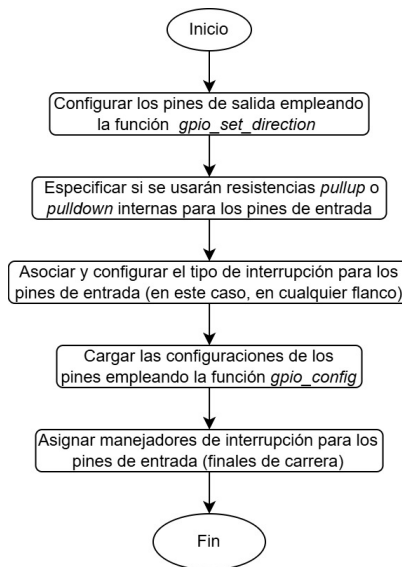 Inicio
Configurar los pines de salida empleando
la función gpio_set_direction
Especificar si se usarán resistencias pullup o
pulldown internas para los pines de entrada
Asociar y configurar el tipo de interrupción para los
pines de entrada (en este caso, en cualquier flanco)
Cargar las configuraciones de los
pines empleando la función gpio_config
Asignar manejadores de interrupción para los
pines de entrada (finales de carrera)
Fin